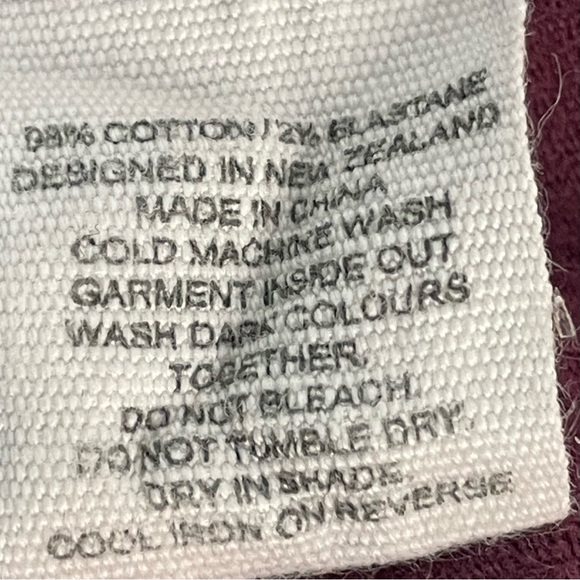 98% COTTON / 2% ELASTANE
DESIGNED IN NEW ZEALAND
MADE IN CHINA
COLD MACHINE WASH
GARMENT INSIDE OUT
WASH DARK COLOURS
TOGETHER.
DO NOT BLEACH.
DO NOT TUMBLE DRY.
DRY IN SHADE.
COOL IRON ON REVERSE